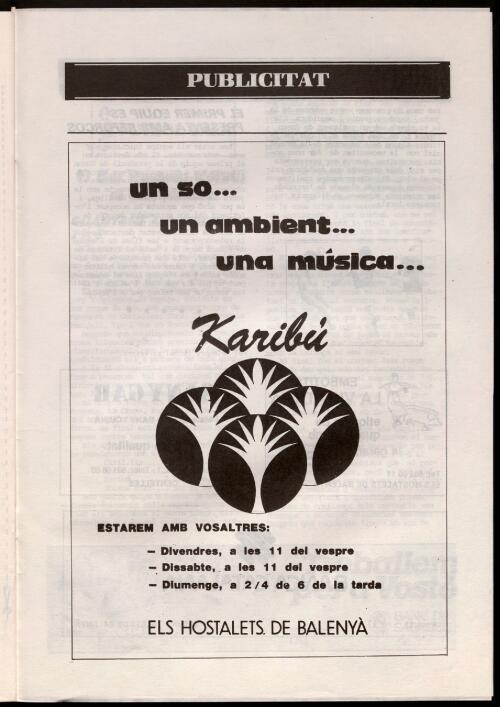 PUBLICITAT
un so...
un ambient...
una música...
Karibú
ESTAREM AMB VOSALTRES:
– Divendres, a les 11 del vespre
– Dissabte, a les 11 del vespre
– Diumenge, a 2/4 de 6 de la tarda
ELS HOSTALETS DE BALENYÀ